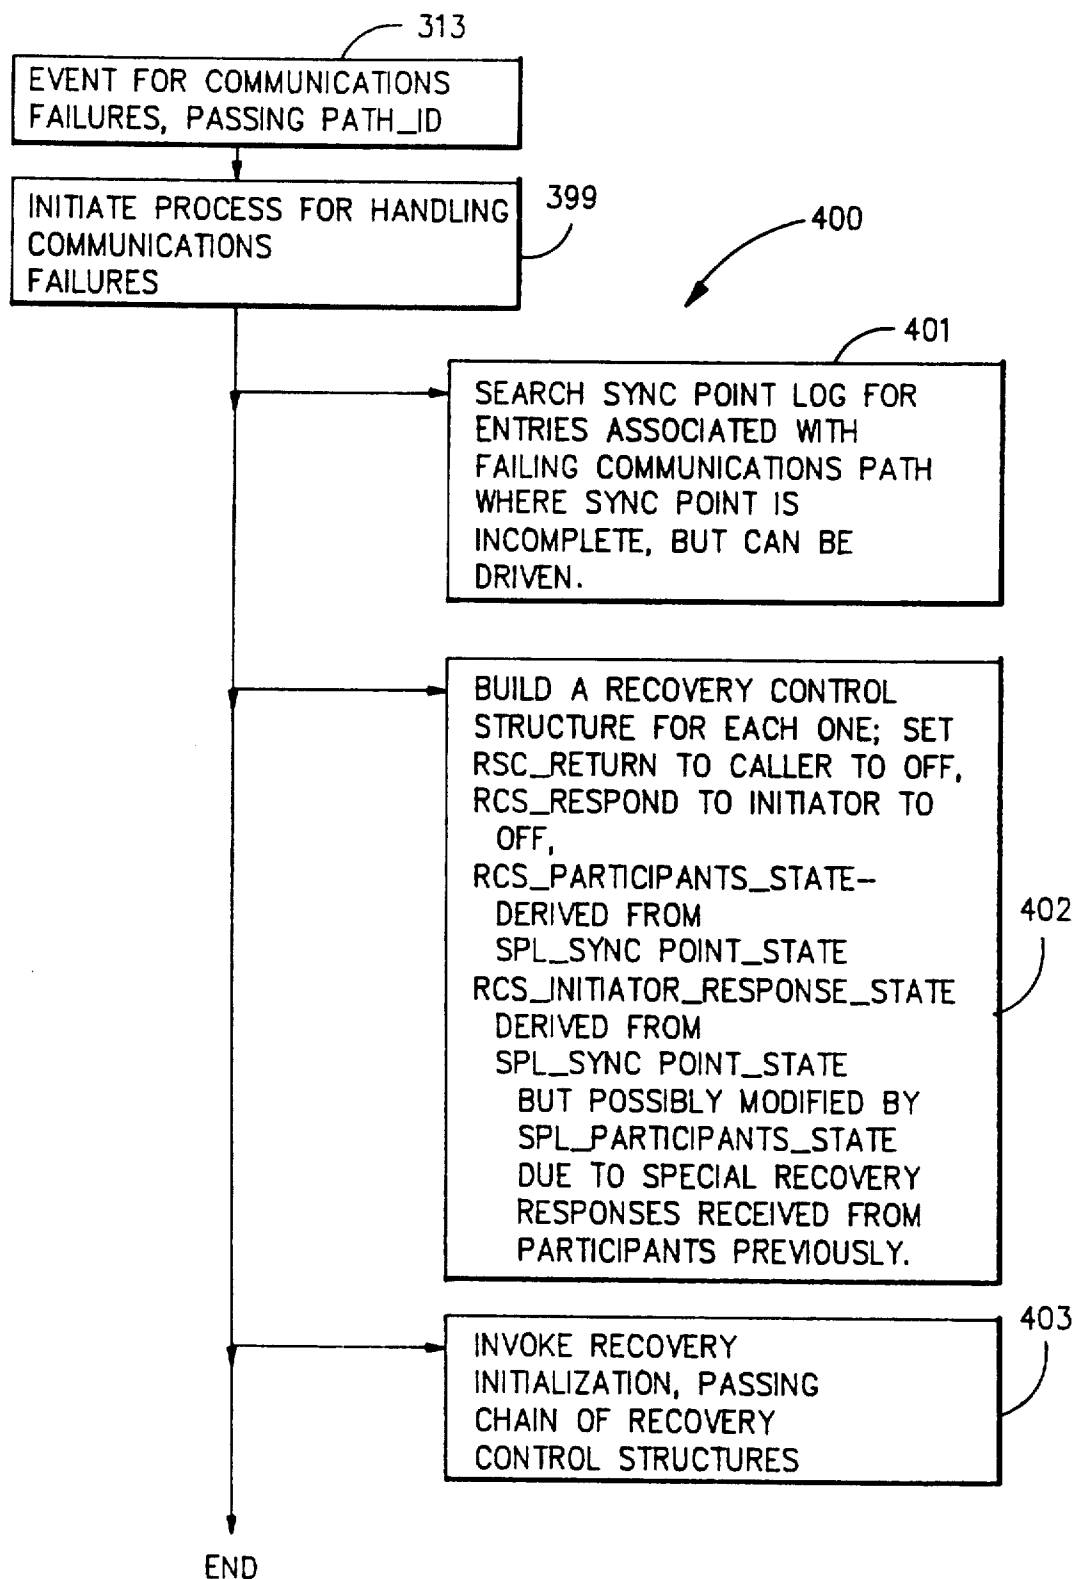 313
EVENT FOR COMMUNICATIONS
FAILURES, PASSING PATH_ID
INITIATE PROCESS FOR HANDLING
COMMUNICATIONS
FAILURES
399
400
401
SEARCH SYNC POINT LOG FOR
ENTRIES ASSOCIATED WITH
FAILING COMMUNICATIONS PATH
WHERE SYNC POINT IS
INCOMPLETE, BUT CAN BE
DRIVEN.
BUILD A RECOVERY CONTROL
STRUCTURE FOR EACH ONE; SET
RSC_RETURN TO CALLER TO OFF,
RCS_RESPOND TO INITIATOR TO
OFF,
RCS_PARTICIPANTS_STATE-
DERIVED FROM
SPL_SYNC POINT_STATE
RCS_INITIATOR_RESPONSE_STATE
DERIVED FROM
SPL_SYNC POINT_STATE
BUT POSSIBLY MODIFIED BY
SPL_PARTICIPANTS_STATE
DUE TO SPECIAL RECOVERY
RESPONSES RECEIVED FROM
PARTICIPANTS PREVIOUSLY.
402
403
INVOKE RECOVERY
INITIALIZATION, PASSING
CHAIN OF RECOVERY
CONTROL STRUCTURES
END